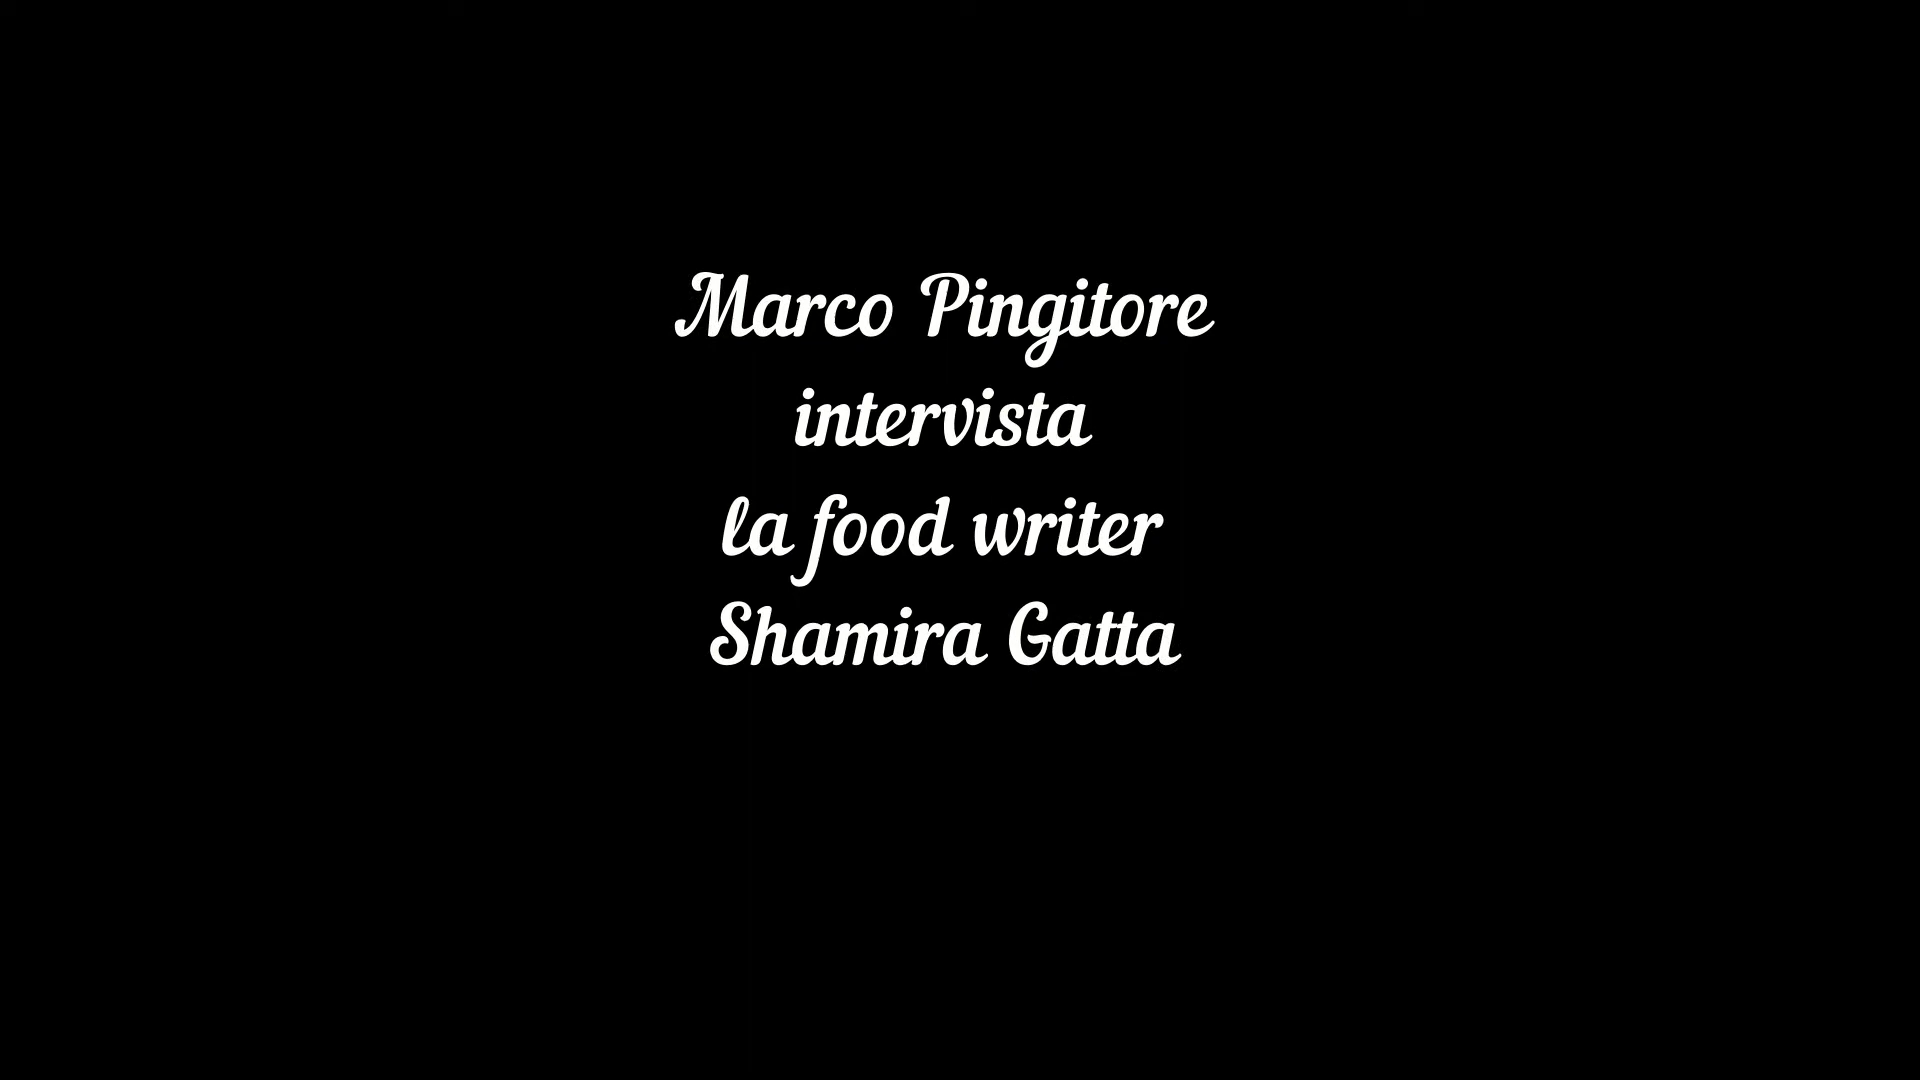 Marco Pingitore
intervista
la food writer
Shamira Gatta